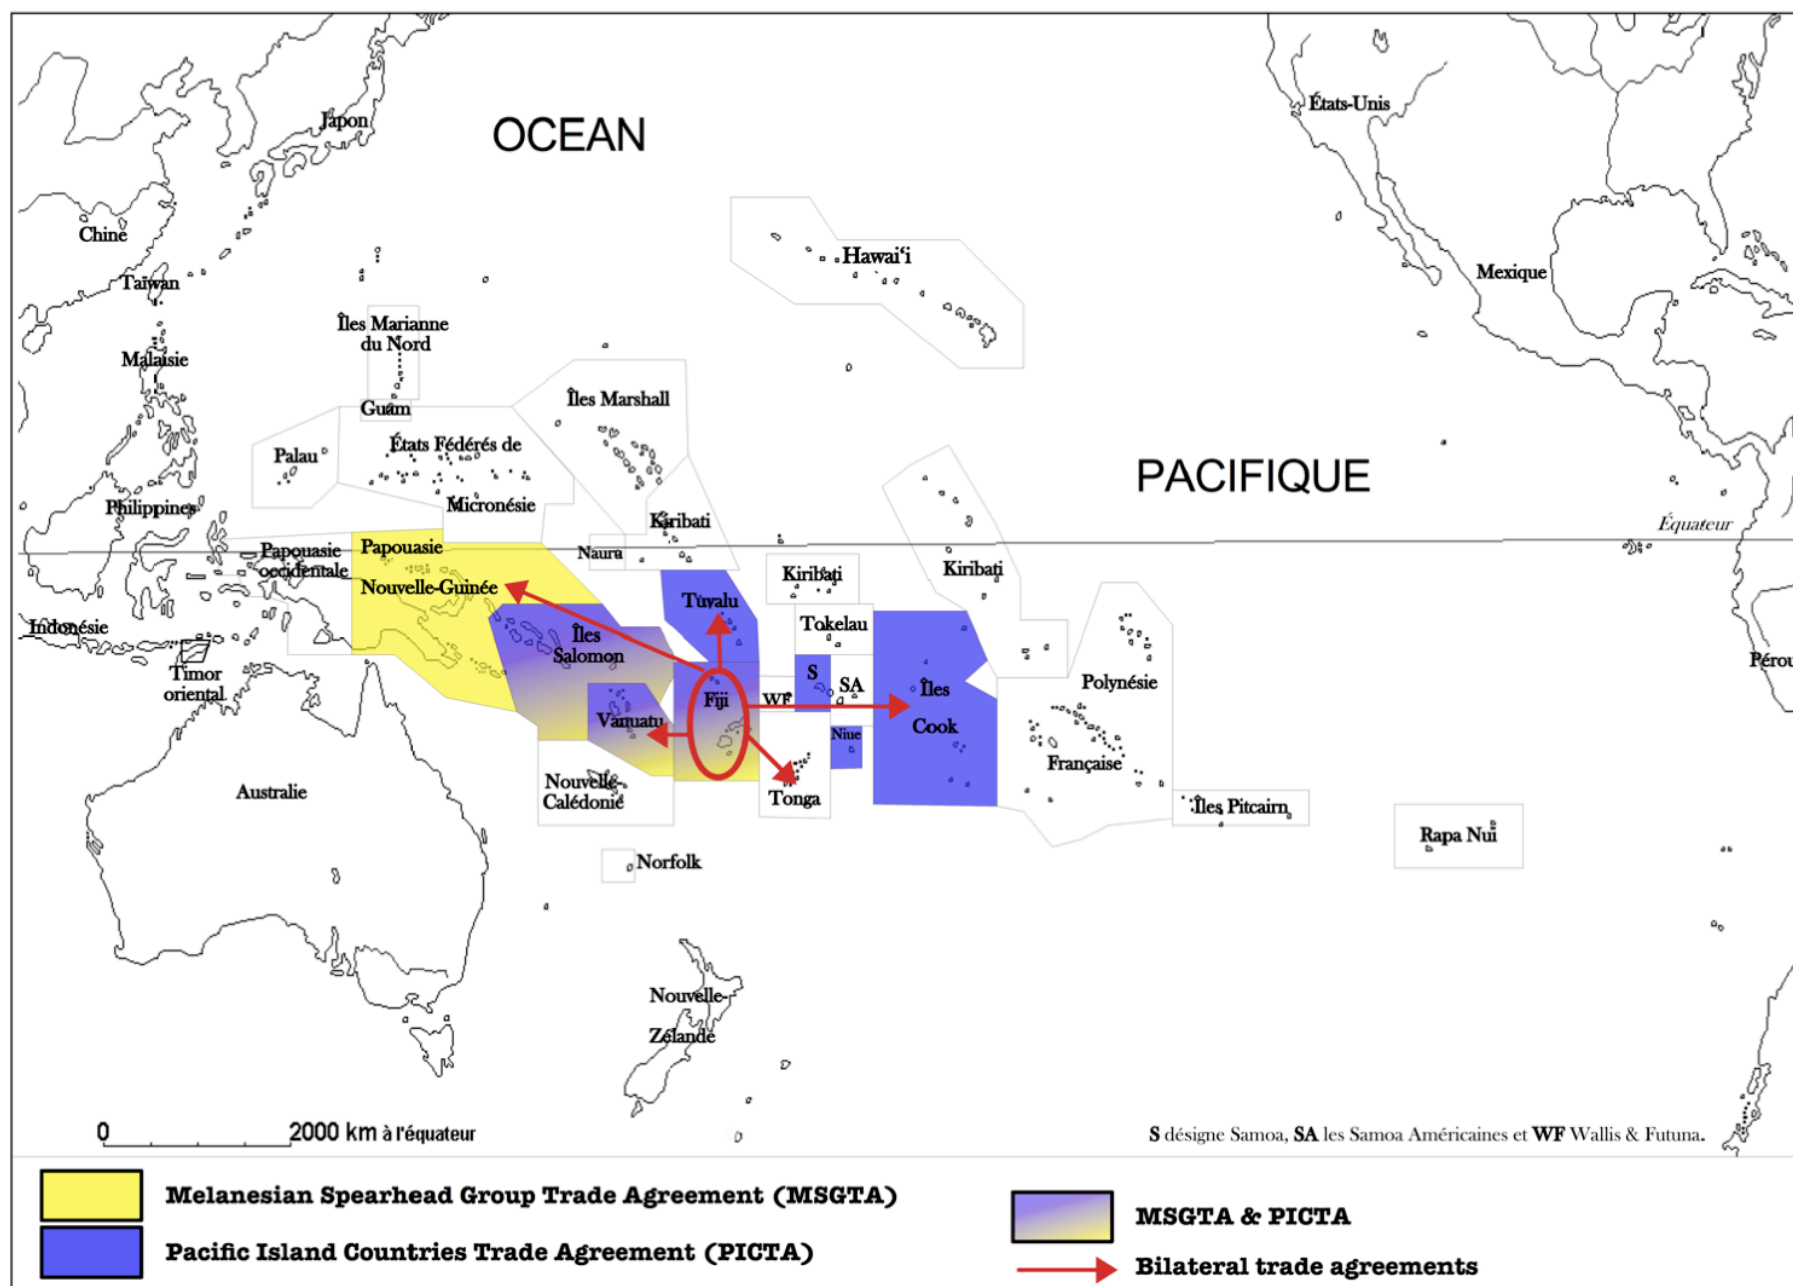 OCEAN
Japon
États-Unis
Chine
Hawai‘i
Mexique
Taïwan
Îles Marianne
du Nord
Malaisie
Îles Marshall
Guam
États Fédérés de
Palau
PACIFIQUE
Micronésie
Philippines
Kiribati
Équateur
Papouasie
Papouasie
occidentale
Nauru
Kiribati
Kiribati
Nouvelle-Guinée
Tuvalu
Tokelau
Indonésie
Îles
Salomon
Timor
oriental
Pérou
S
SA
WF
Fiji
Îles
Cook
Polynésie
Française
Vanuatu
Niue
Nouvelle-
Calédonie
Tonga
Australie
Îles Pitcairn
Rapa Nui
Norfolk
Nouvelle-
Zélande
0 2000 km à l'équateur
S désigne Samoa, SA les Samoa Américaines et WF Wallis & Futuna.
Melanesian Spearhead Group Trade Agreement (MSGTA)
Pacific Island Countries Trade Agreement (PICTA)
MSGTA & PICTA
Bilateral trade agreements